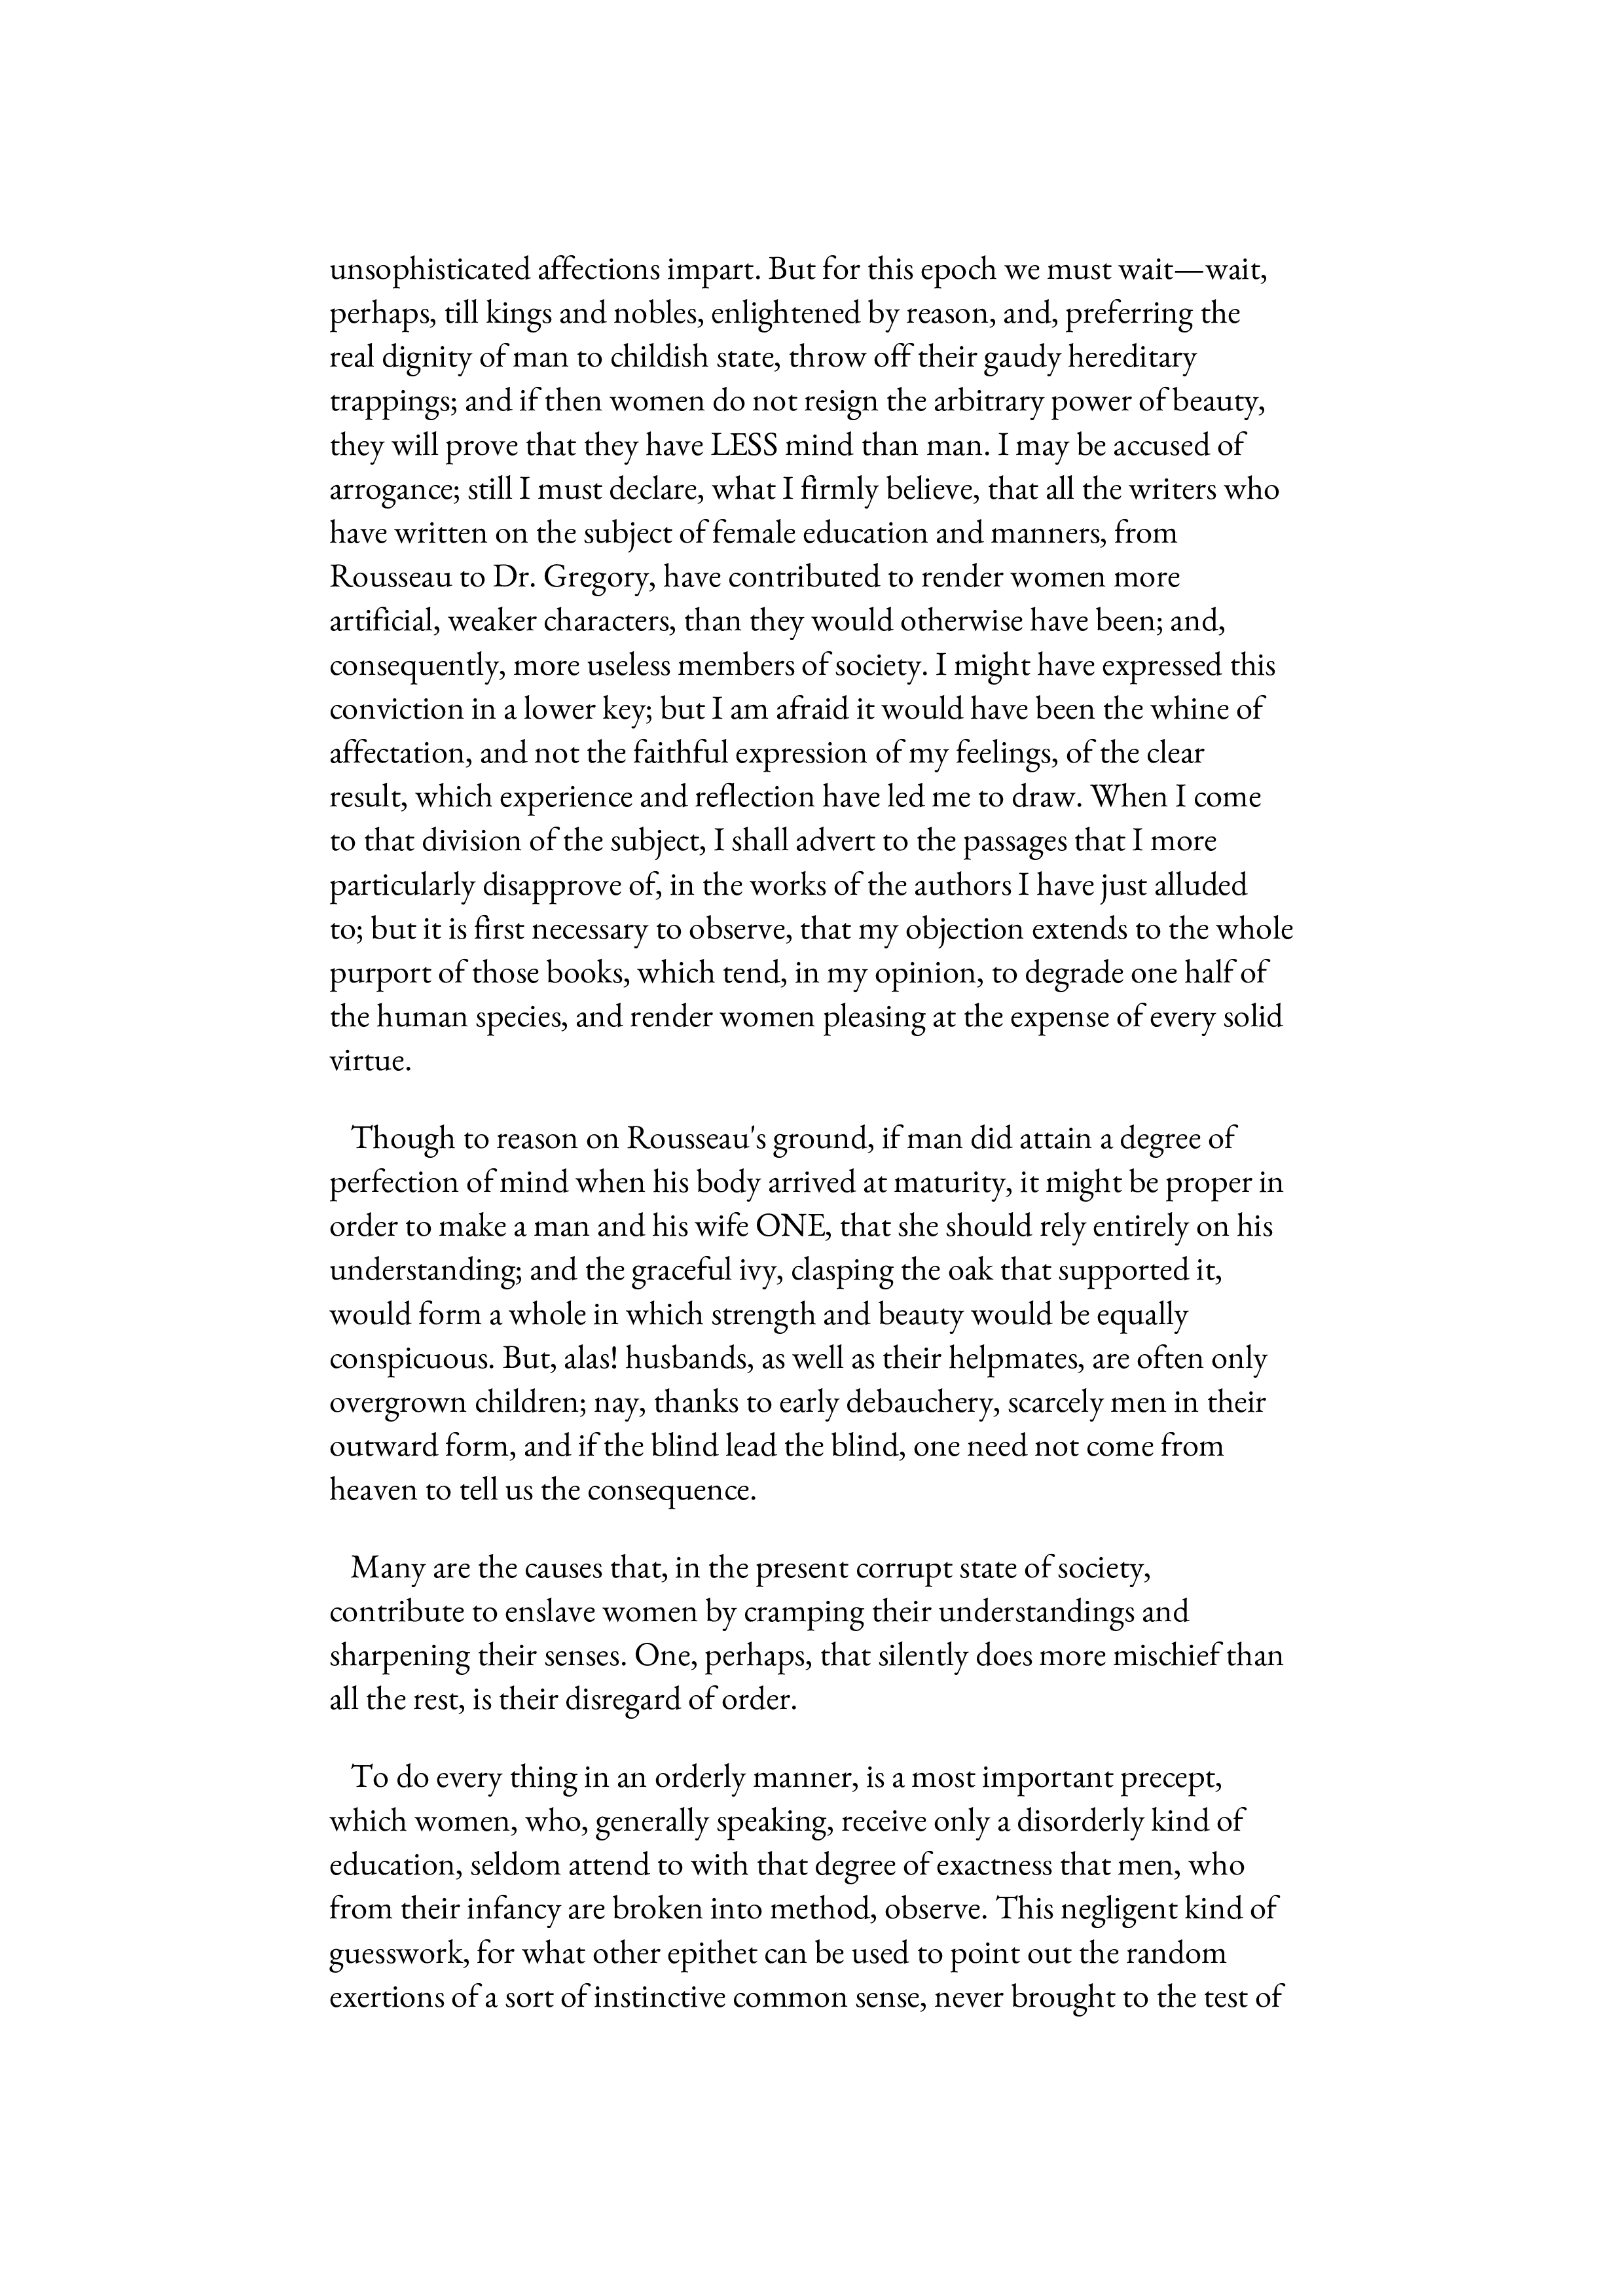 unsophisticated affections impart. But for this epoch we must wait—wait,
perhaps, till kings and nobles, enlightened by reason, and, preferring the
real dignity of man to childish state, throw off their gaudy hereditary
trappings; and if then women do not resign the arbitrary power of beauty,
they will prove that they have LESS mind than man. I may be accused of
arrogance; still I must declare, what I firmly believe, that all the writers who
have written on the subject of female education and manners, from
Rousseau to Dr. Gregory, have contributed to render women more
artificial, weaker characters, than they would otherwise have been; and,
consequently, more useless members of society. I might have expressed this
conviction in a lower key; but I am afraid it would have been the whine of
affectation, and not the faithful expression of my feelings, of the clear
result, which experience and reflection have led me to draw. When I come
to that division of the subject, I shall advert to the passages that I more
particularly disapprove of, in the works of the authors I have just alluded
to; but it is first necessary to observe, that my objection extends to the whole
purport of those books, which tend, in my opinion, to degrade one half of
the human species, and render women pleasing at the expense of every solid
virtue.
Though to reason on Rousseau's ground, if man did attain a degree of
perfection of mind when his body arrived at maturity, it might be proper in
order to make a man and his wife ONE, that she should rely entirely on his
understanding; and the graceful ivy, clasping the oak that supported it,
would form a whole in which strength and beauty would be equally
conspicuous. But, alas! husbands, as well as their helpmates, are often only
overgrown children; nay, thanks to early debauchery, scarcely men in their
outward form, and if the blind lead the blind, one need not come from
heaven to tell us the consequence.
Many are the causes that, in the present corrupt state of society,
contribute to enslave women by cramping their understandings and
sharpening their senses. One, perhaps, that silently does more mischief than
all the rest, is their disregard of order.
To do every thing in an orderly manner, is a most important precept,
which women, who, generally speaking, receive only a disorderly kind of
education, seldom attend to with that degree of exactness that men, who
from their infancy are broken into method, observe. This negligent kind of
guesswork, for what other epithet can be used to point out the random
exertions of a sort of instinctive common sense, never brought to the test of